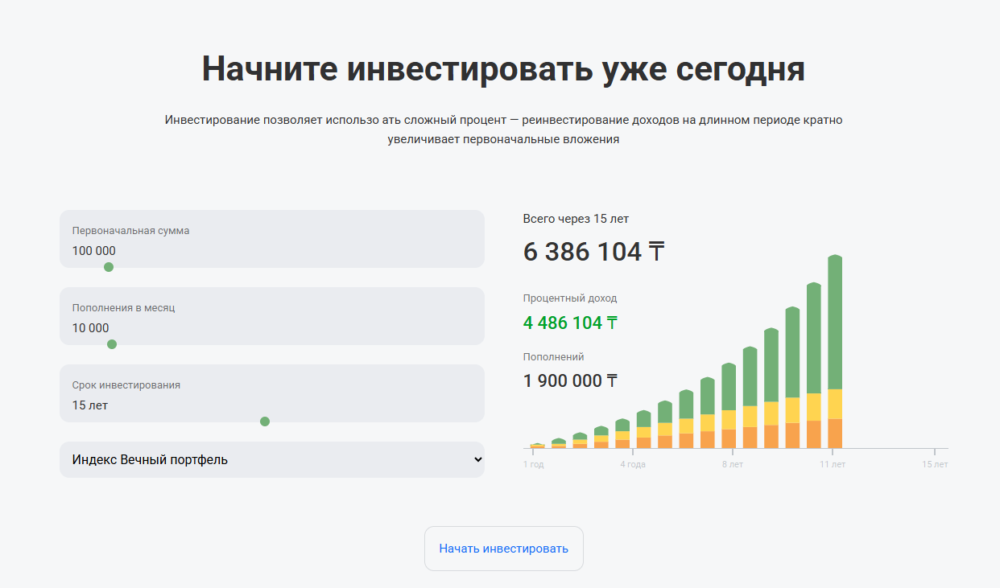 Начните инвестировать уже сегодня
Инвестирование позволяет использо ать сложный процент — реинвестирование доходов на длинном периоде кратно
увеличивает первоначальные вложения
Первоначальная сумма
100 000
Пополнения в месяц
10 000
Срок инвестирования
15 лет
Индекс Вечный портфель
Всего через 15 лет
6 386 104 ₸
Процентный доход
4 486 104 ₸
Пополнений
1 900 000 ₸
1 год
4 года
8 лет
11 лет
15 лет
Начать инвестировать